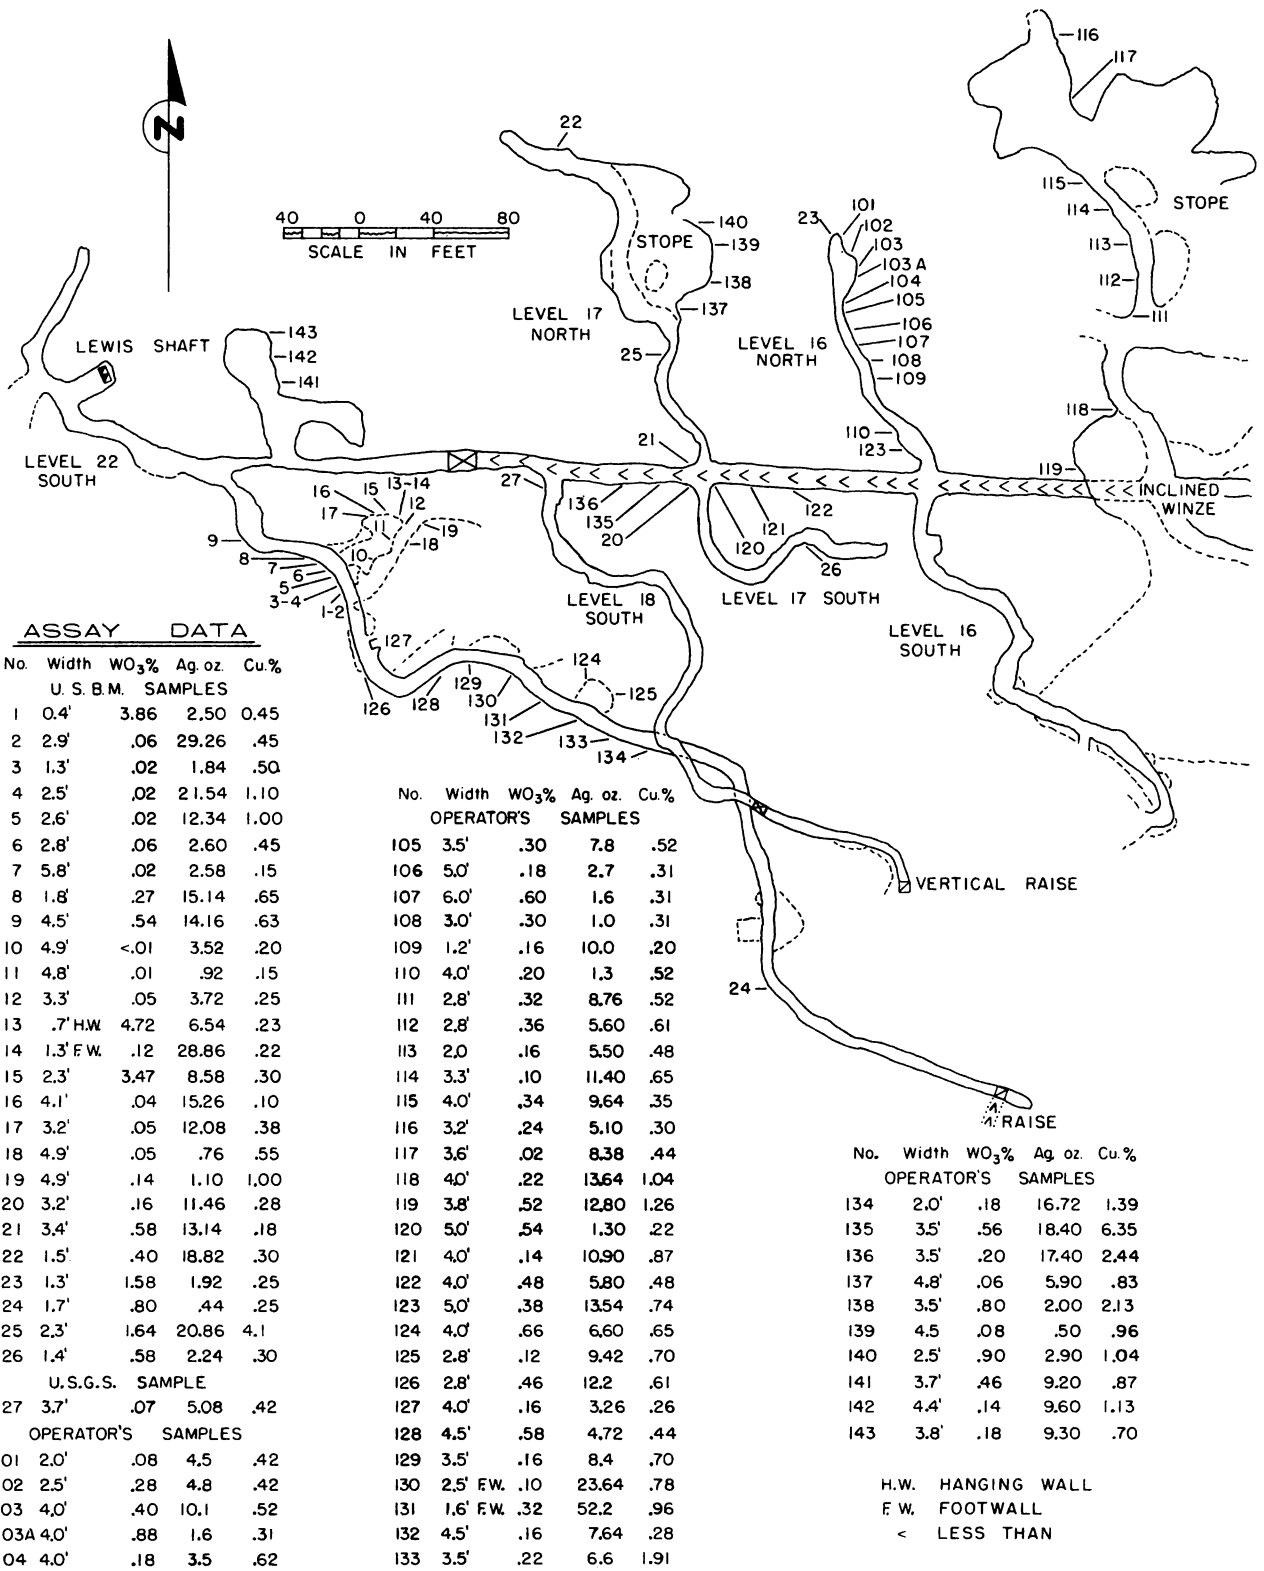 116
117
N
22
40 0 40 80
SCALE IN FEET
101
23
102
103
103 A
104
105
106
107
108
109
110
123
140
STOPE
139
138
137
LEVEL 17
NORTH
25
LEVEL 16
NORTH
115
114
STOPE
113
112
111
118
119
LEWIS SHAFT
143
142
141
LEVEL 22
SOUTH
21
27
INCLINED
WINZE
136
135
20
120
121
122
26
16
15
13-14
12
17
11
19
18
10
9
8
7
6
5
3-4
1-2
LEVEL 18
SOUTH
LEVEL 17 SOUTH
LEVEL 16
SOUTH
127
126
128
129
130
131
132
133
134
124
125
VERTICAL RAISE
24
RAISE
ASSAY DATA
No. Width WO3% Ag. oz. Cu.%
U. S. B. M. SAMPLES
1 0.4' 3.86 2.50 0.45
2 2.9' .06 29.26 .45
3 1.3' .02 1.84 .50
4 2.5' .02 21.54 1.10
5 2.6' .02 12.34 1.00
6 2.8' .06 2.60 .45
7 5.8' .02 2.58 .15
8 1.8' .27 15.14 .65
9 4.5' .54 14.16 .63
10 4.9' <.01 3.52 .20
11 4.8' .01 .92 .15
12 3.3' .05 3.72 .25
13 .7' H.W. 4.72 6.54 .23
14 1.3' F.W. .12 28.86 .22
15 2.3' 3.47 8.58 .30
16 4.1' .04 15.26 .10
17 3.2' .05 12.08 .38
18 4.9' .05 .76 .55
19 4.9' .14 1.10 1.00
20 3.2' .16 11.46 .28
21 3.4' .58 13.14 .18
22 1.5' .40 18.82 .30
23 1.3' 1.58 1.92 .25
24 1.7' .80 .44 .25
25 2.3' 1.64 20.86 4.1
26 1.4' .58 2.24 .30
U.S.G.S. SAMPLE
27 3.7' .07 5.08 .42
OPERATOR'S SAMPLES
01 2.0' .08 4.5 .42
02 2.5' .28 4.8 .42
03 4.0' .40 10.1 .52
03A 4.0' .88 1.6 .31
04 4.0' .18 3.5 .62
No. Width WO3% Ag. oz. Cu.%
OPERATOR'S SAMPLES
105 3.5' .30 7.8 .52
106 5.0' .18 2.7 .31
107 6.0' .60 1.6 .31
108 3.0' .30 1.0 .31
109 1.2' .16 10.0 .20
110 4.0' .20 1.3 .52
111 2.8' .32 8.76 .52
112 2.8' .36 5.60 .61
113 2.0 .16 5.50 .48
114 3.3' .10 11.40 .65
115 4.0' .34 9.64 .35
116 3.2' .24 5.10 .30
117 3.6' .02 8.38 .44
118 4.0' .22 13.64 1.04
119 3.8' .52 12.80 1.26
120 5.0' .54 1.30 .22
121 4.0' .14 10.90 .87
122 4.0' .48 5.80 .48
123 5.0' .38 13.54 .74
124 4.0' .66 6.60 .65
125 2.8' .12 9.42 .70
126 2.8' .46 12.2 .61
127 4.0' .16 3.26 .26
128 4.5' .58 4.72 .44
129 3.5' .16 8.4 .70
130 2.5' F.W. .10 23.64 .78
131 1.6' F.W. .32 52.2 .96
132 4.5' .16 7.64 .28
133 3.5' .22 6.6 1.91
No. Width WO3% Ag. oz. Cu.%
OPERATOR'S SAMPLES
134 2.0' .18 16.72 1.39
135 3.5' .56 18.40 6.35
136 3.5' .20 17.40 2.44
137 4.8' .06 5.90 .83
138 3.5' .80 2.00 2.13
139 4.5 .08 .50 .96
140 2.5' .90 2.90 1.04
141 3.7' .46 9.20 .87
142 4.4' .14 9.60 1.13
143 3.8' .18 9.30 .70
H.W. HANGING WALL
F.W. FOOTWALL
< LESS THAN